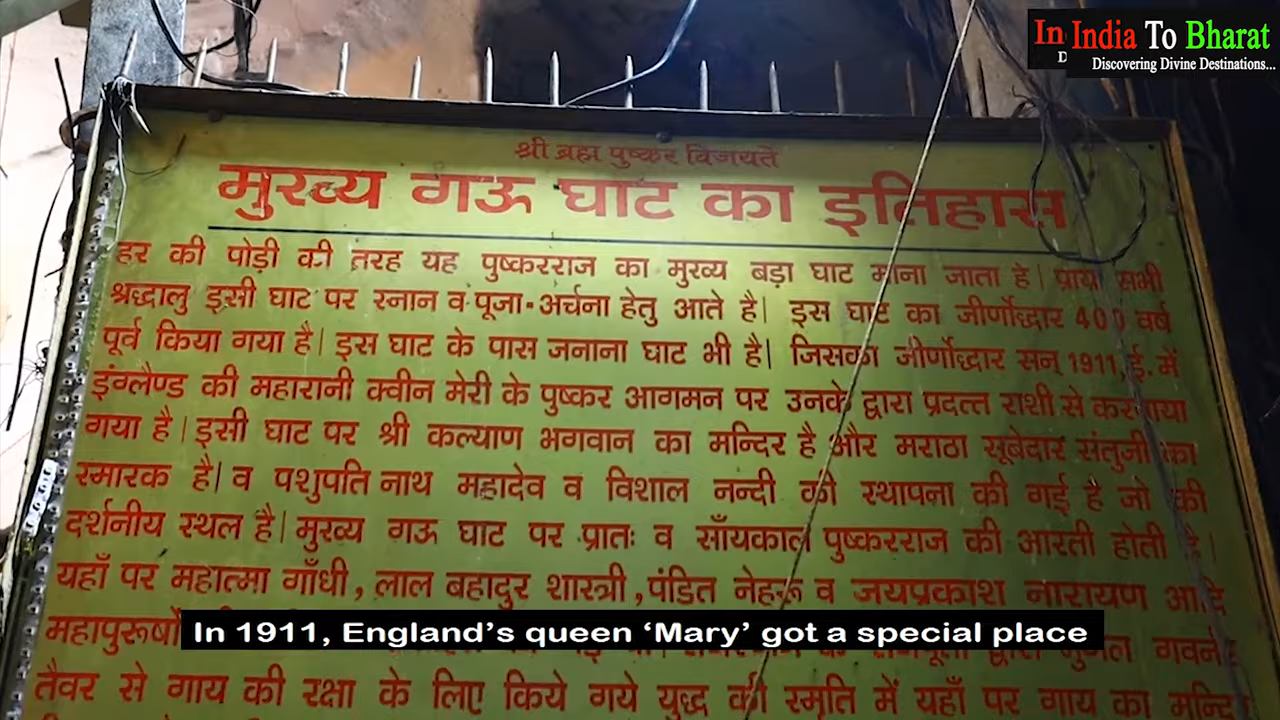 In India To Bharat
Discovering Divine Destinations...
श्री ब्रह्म पुष्कर विजयते
मुख्य गऊ घाट का इतिहास
हर की पोड़ी की तरह यह पुष्करराज का मुख्य बड़ा घाट माना जाता है। प्रायः सभी
श्रद्धालु इसी घाट पर स्नान व पूजा-अर्चना हेतु आते है। इस घाट का जीर्णोद्धार 400 वर्ष
पूर्व किया गया है। इस घाट के पास जनाना घाट भी है। जिसका जीर्णोद्धार सन् 1911 ई. में
इंग्लैण्ड की महारानी क्वीन मेरी के पुष्कर आगमन पर उनके द्वारा प्रदत्त राशी से करवाया
गया है। इसी घाट पर श्री कल्याण भगवान का मन्दिर है और मराठा सूबेदार संतुजी का
स्मारक है। व पशुपति नाथ महादेव व विशाल नन्दी की स्थापना की गई है जो की
दर्शनीय स्थल है। मुख्य गऊ घाट पर प्रातः व साँयकाल पुष्करराज की आरती होती है।
यहाँ पर महात्मा गाँधी, लाल बहादुर शास्त्री, पंडित नेहरू व जयप्रकाश नारायण आदि
महापुरूषों
In 1911, England's queen 'Mary' got a special place
तैवर से गाय की रक्षा के लिए किये गये युद्ध की स्मृति में यहाँ पर गाय का